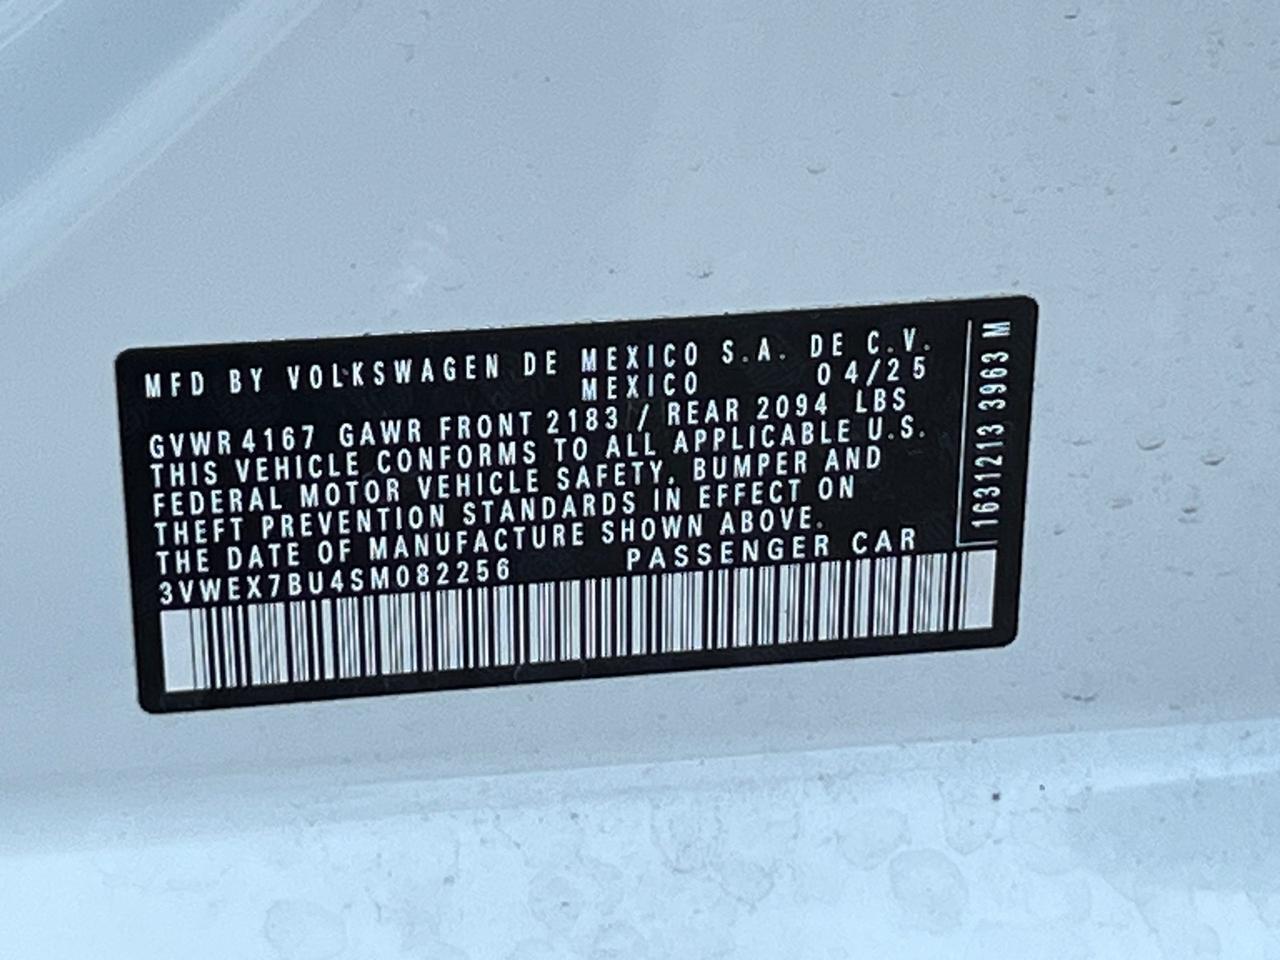 MFD BY VOLKSWAGEN DE MEXICO S.A. DE C.V.
MEXICO 04/25
GVWR 4167 GAWR FRONT 2183 / REAR 2094 LBS
THIS VEHICLE CONFORMS TO ALL APPLICABLE U.S.
FEDERAL MOTOR VEHICLE SAFETY, BUMPER AND
THEFT PREVENTION STANDARDS IN EFFECT ON
THE DATE OF MANUFACTURE SHOWN ABOVE.
3VWEX7BU4SM082256 PASSENGER CAR
1631213 3963 M